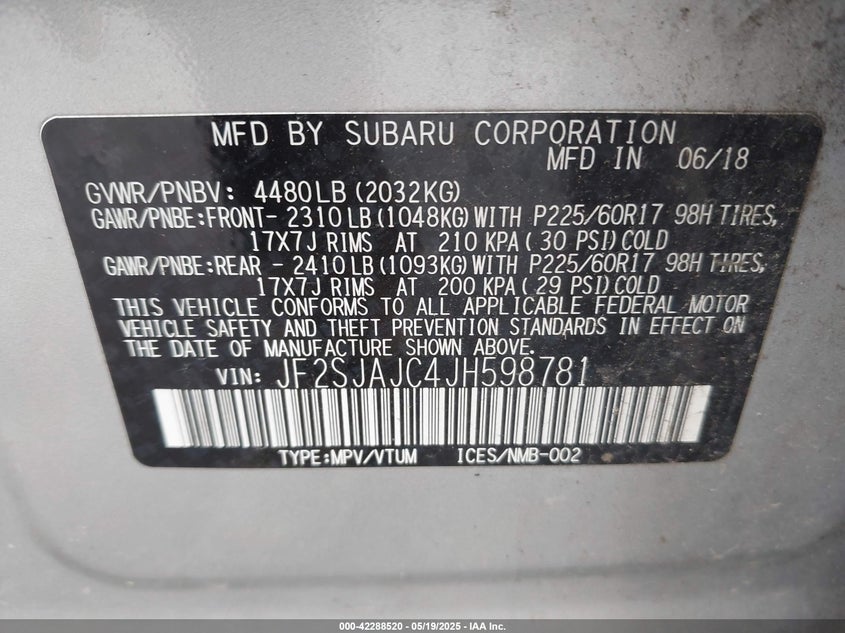 MFD BY SUBARU CORPORATION
MFD IN 06/18
GVWR/PNBV: 4480LB (2032KG)
GAWR/PNBE:FRONT- 2310 LB (1048KG) WITH P225/60R17 98H TIRES,
17X7J RIMS AT 210 KPA ( 30 PSI) COLD
GAWR/PNBE:REAR - 2410 LB (1093KG) WITH P225/60R17 98H TIRES,
17X7J RIMS AT 200 KPA ( 29 PSI) COLD
THIS VEHICLE CONFORMS TO ALL APPLICABLE FEDERAL MOTOR
VEHICLE SAFETY AND THEFT PREVENTION STANDARDS IN EFFECT ON
THE DATE OF MANUFACTURE SHOWN ABOVE.
VIN: JF2SJAJC4JH598781
TYPE:MPV/VTUM ICES/NMB-002
000-42288520 - 05/19/2025 - IAA Inc.